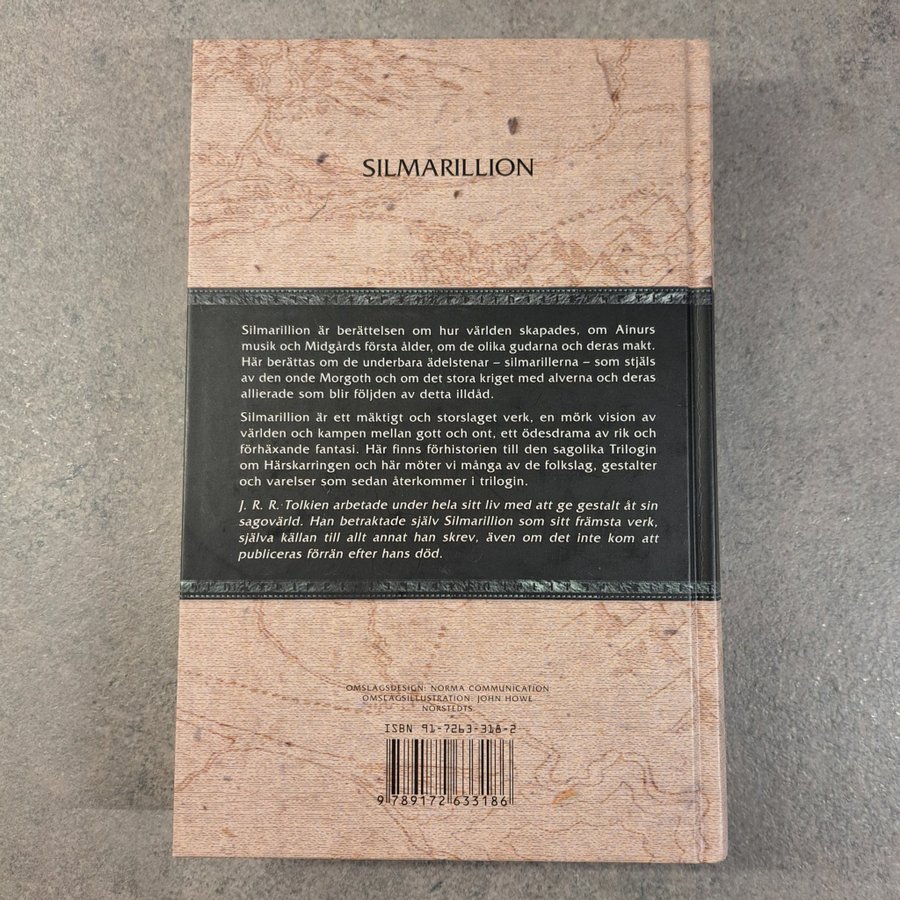 SILMARILLION
Silmarillion är berättelsen om hur världen skapades, om Ainurs
musik och Midgårds första ålder, om de olika gudarna och deras makt.
Här berättas om de underbara ädelstenar – silmarillerna – som stjäls
av den onde Morgoth och om det stora kriget med alverna och deras
allierade som blir följden av detta illdåd.
Silmarillion är ett mäktigt och storslaget verk, en mörk vision av
världen och kampen mellan gott och ont, ett ödesdrama av rik och
förhäxande fantasi. Här finns förhistorien till den sagolika Trilogin
om Härskarringen och här möter vi många av de folkslag, gestalter
och varelser som sedan återkommer i trilogin.
J. R. R. Tolkien arbetade under hela sitt liv med att ge gestalt åt sin
sagovärld. Han betraktade själv Silmarillion som sitt främsta verk,
själva källan till allt annat han skrev, även om det inte kom att
publiceras förrän efter hans död.
OMSLAGSDESIGN: NORMA COMMUNICATION
OMSLAGSILLUSTRATION: JOHN HOWE
NORSTEDTS
ISBN 91-7263-318-2
9 789172 633186